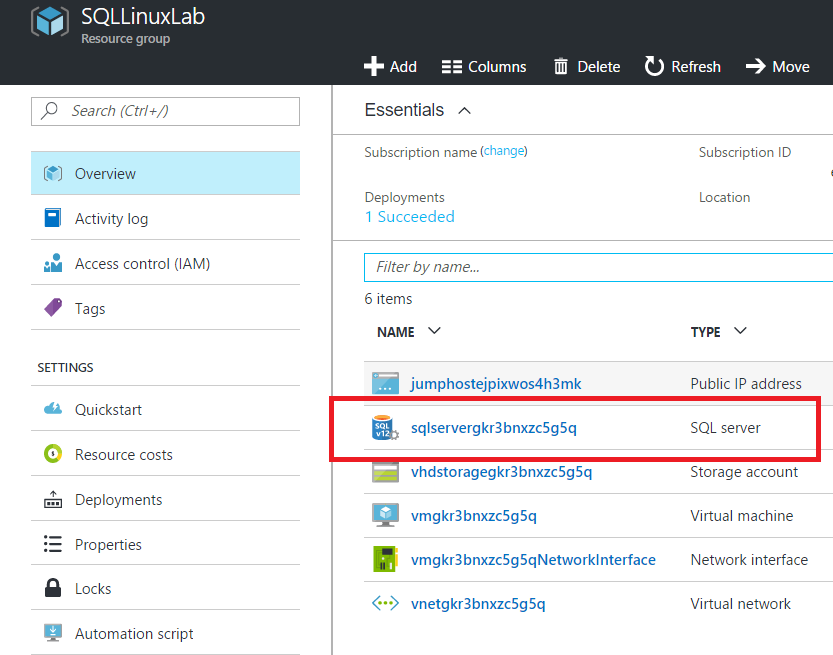 SQLLinuxLab
Resource group
Add Columns Delete Refresh Move
Search (Ctrl+/)
Overview
Activity log
Access control (IAM)
Tags
SETTINGS
Quickstart
Resource costs
Deployments
Properties
Locks
Automation script
Essentials
Subscription name (change)
Subscription ID
Deployments
1 Succeeded
Location
Filter by name...
6 items
NAME TYPE
jumphostejpixwos4h3mk Public IP address
SQL v12 sqlservergkr3bnxzc5g5q SQL server
vhdstoragegkr3bnxzc5g5q Storage account
vmgkr3bnxzc5g5q Virtual machine
vmgkr3bnxzc5g5qNetworkInterface Network interface
vnetgkr3bnxzc5g5q Virtual network